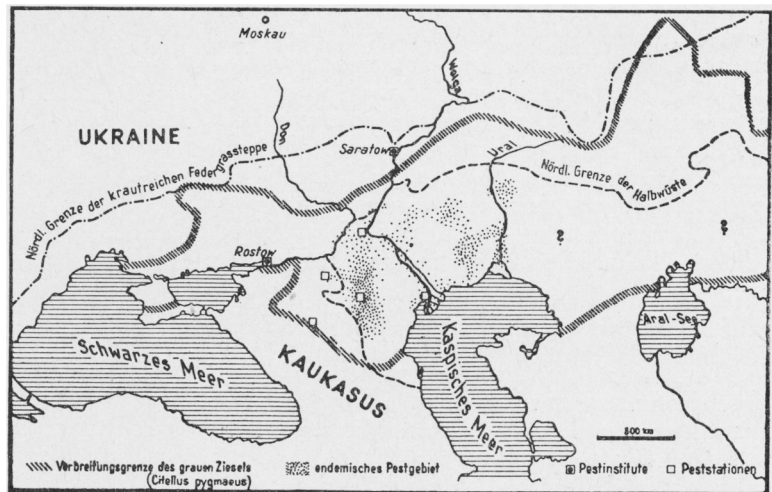 Moskau
Wolga
UKRAINE
Don
Saratow
Ural
Nördl. Grenze der krautreichen Federgrassteppe
Nördl. Grenze der Halbwüste
?
?
Rostow
Schwarzes Meer
KAUKASUS
Kaspisches Meer
Aral-See
300 km
Verbreitungsgrenze des grauen Ziesels
(Citellus pygmaeus)
endemisches Pestgebiet
Pestinstitute
Peststationen